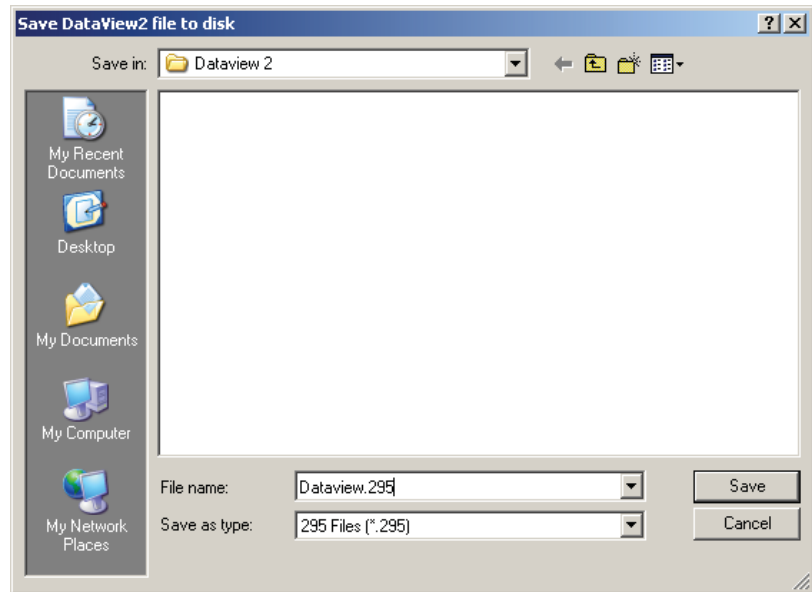 Save DataView2 file to disk
Save in:
Dataview 2
My Recent
Documents
Desktop
My Documents
My Computer
My Network
Places
File name:
Dataview.295
Save
Save as type:
295 Files (*.295)
Cancel